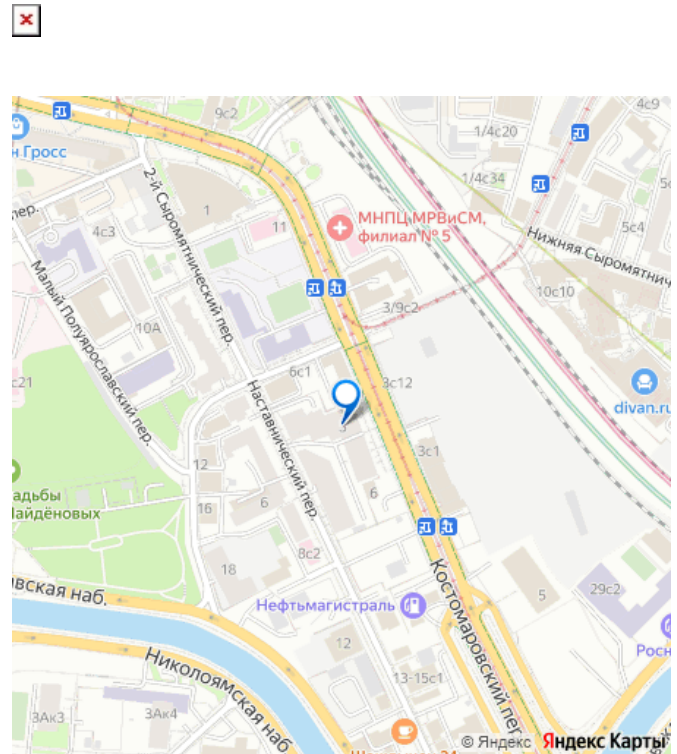 9с2
4с9
1/4с20
н Гросс
2-й Сыромятнический пер.
1/4с34
5с
пер.
1
МНПЦ МРВиСМ,
филиал № 5
4с3
11
5с4
Нижняя Сыромятнич
Малый Полуярославский пер.
10А
3/9с2
10с10
6с1
с21
3с12
divan.ru
Наставнический пер.
3
3с1
12
адьбы
Найдёновых
16
6
6
8с2
18
вская наб.
Нефтьмагистраль
Костомаровский пер.
5
29с2
12
Росн
Николоямская наб
13-15с1
3Ак3
3Ак4
© Яндекс Яндекс Карты